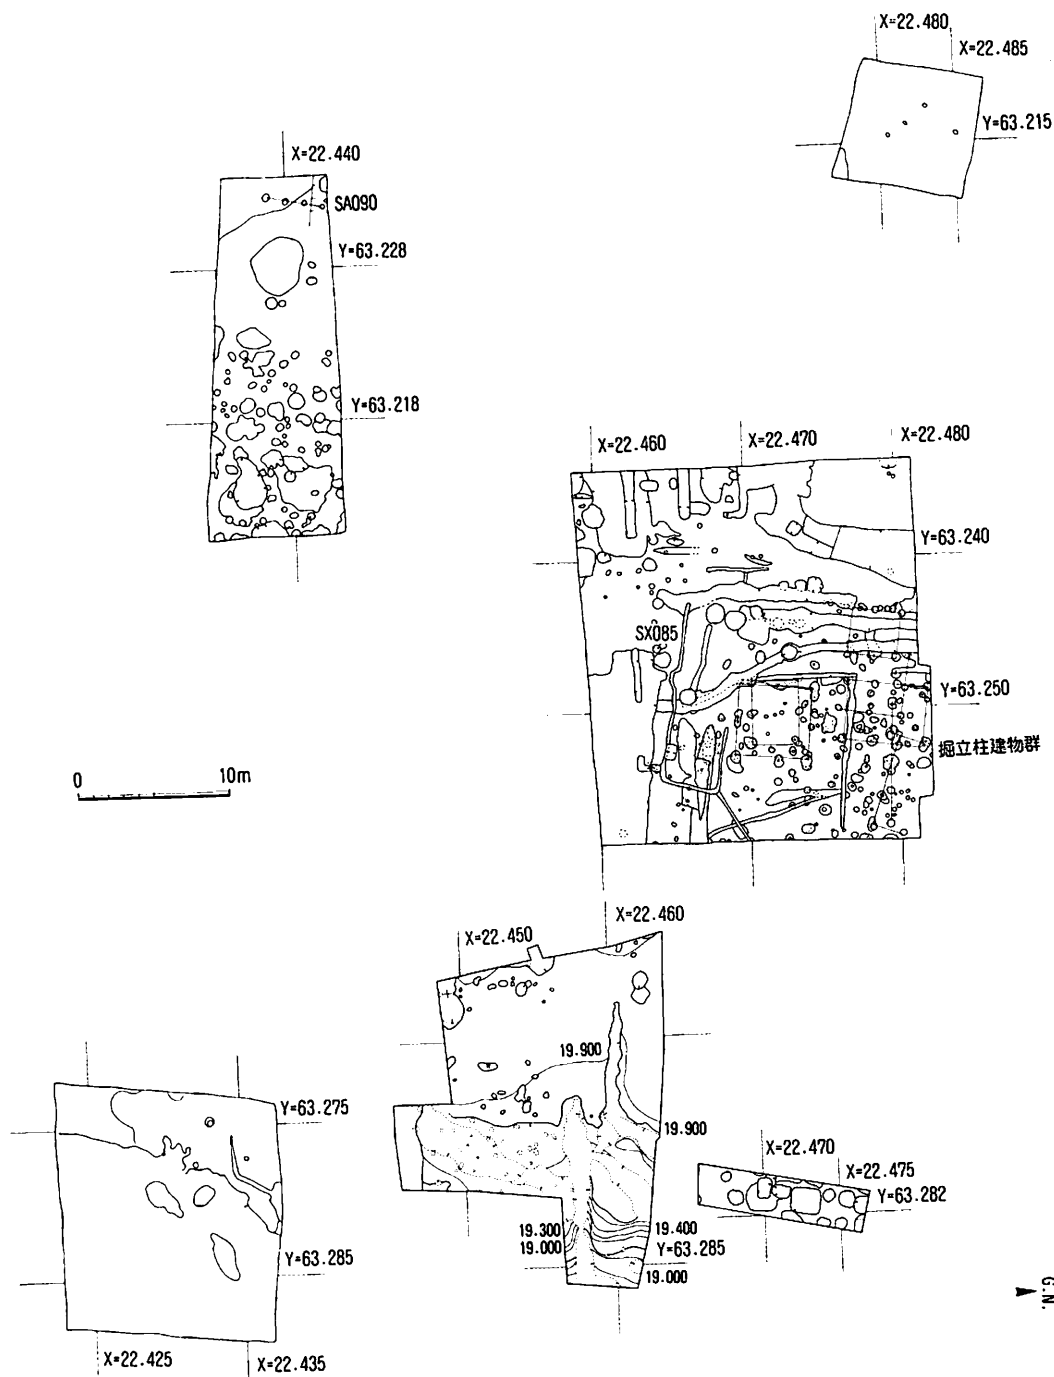 X=22.480
X=22.485
Y=63.215
X=22.440
SA090
Y=63.228
Y=63.218
X=22.460
X=22.470
X=22.480
Y=63.240
SX085
Y=63.250
掘立柱建物群
0 10m
X=22.460
X=22.450
19.900
Y=63.275
19.900
X=22.470
X=22.475
Y=63.282
19.300
19.400
19.000
Y=63.285
Y=63.285
19.000
G.N.
X=22.425
X=22.435